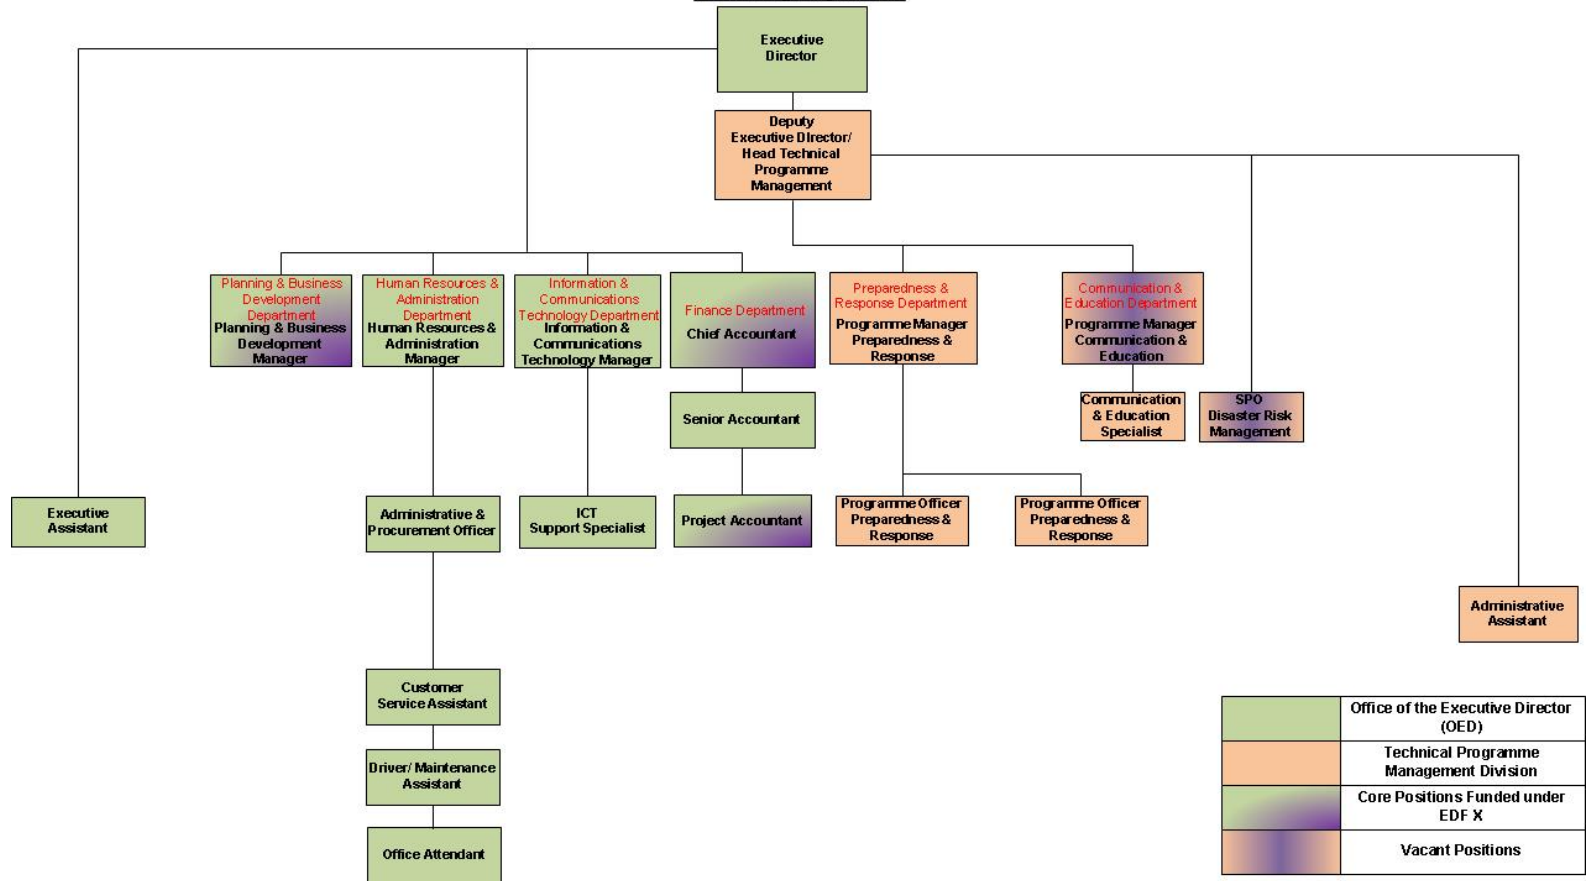 Executive
Director
Deputy
Executive DIrector/
Head Technical
Programme
Management
Planning & Business
Development
Department
Planning & Business
Development
Manager
Human Resources &
Administration
Department
Human Resources &
Administration
Manager
Information &
Communications
Technology Department
Information &
Communications
Technology Manager
Finance Department
Chief Accountant
Preparedness &
Response Department
Programme Manager
Preparedness &
Response
Communication &
Education Department
Programme Manager
Communication &
Education
Senior Accountant
Communication
& Education
Specialist
SPO
Disaster Risk
Management
Executive
Assistant
Administrative &
Procurement Officer
ICT
Support Specialist
Project Accountant
Programme Officer
Preparedness &
Response
Programme Officer
Preparedness &
Response
Administrative
Assistant
Customer
Service Assistant
Driver/ Maintenance
Assistant
Office Attendant
Office of the Executive Director
(OED)
Technical Programme
Management Division
Core Positions Funded under
EDF X
Vacant Positions